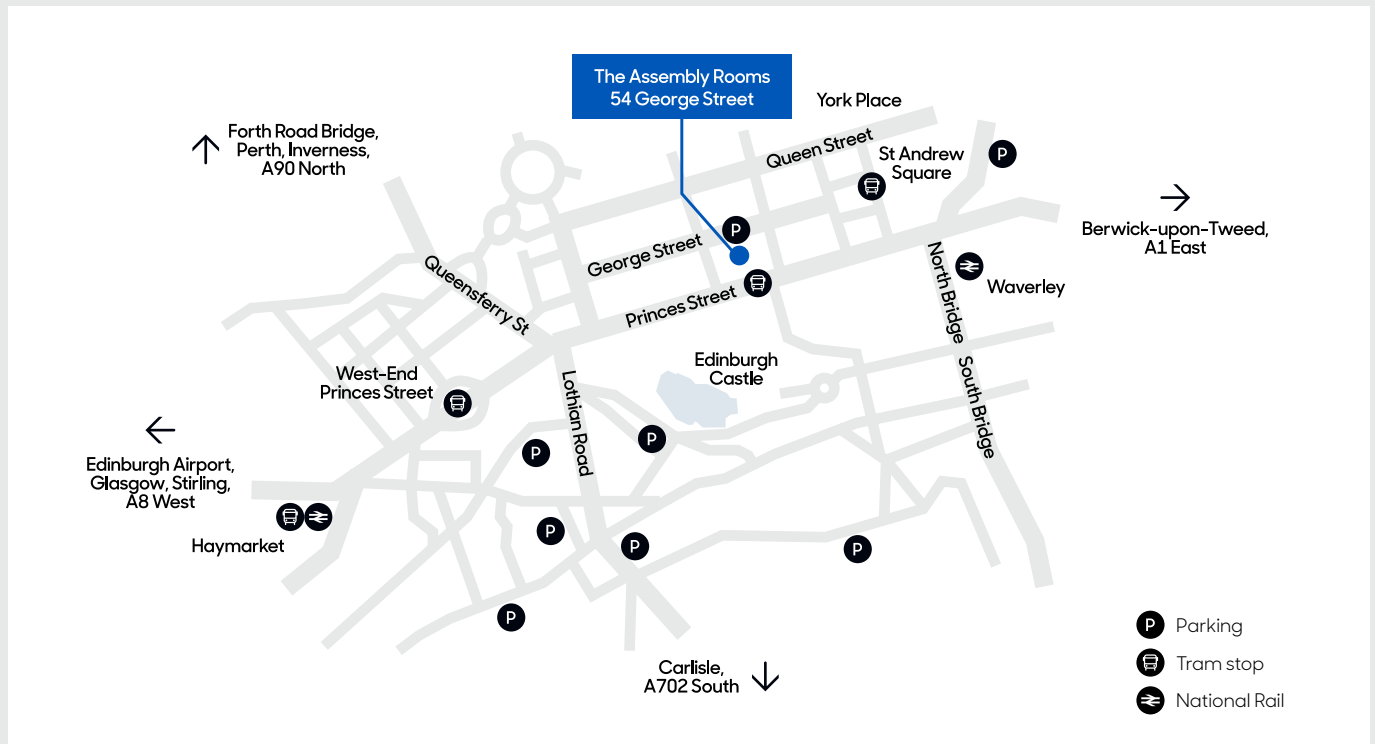 The Assembly Rooms
54 George Street
York Place
Forth Road Bridge,
Perth, Inverness,
A90 North
Queen Street
St Andrew
Square
P
P
Berwick-upon-Tweed,
A1 East
George Street
Queensferry St
Princes Street
North Bridge
Waverley
West-End
Princes Street
Edinburgh
Castle
Lothian Road
South Bridge
P
P
Edinburgh Airport,
Glasgow, Stirling,
A8 West
Haymarket
P
P
P
P
Carlisle,
A702 South
P Parking
Tram stop
National Rail